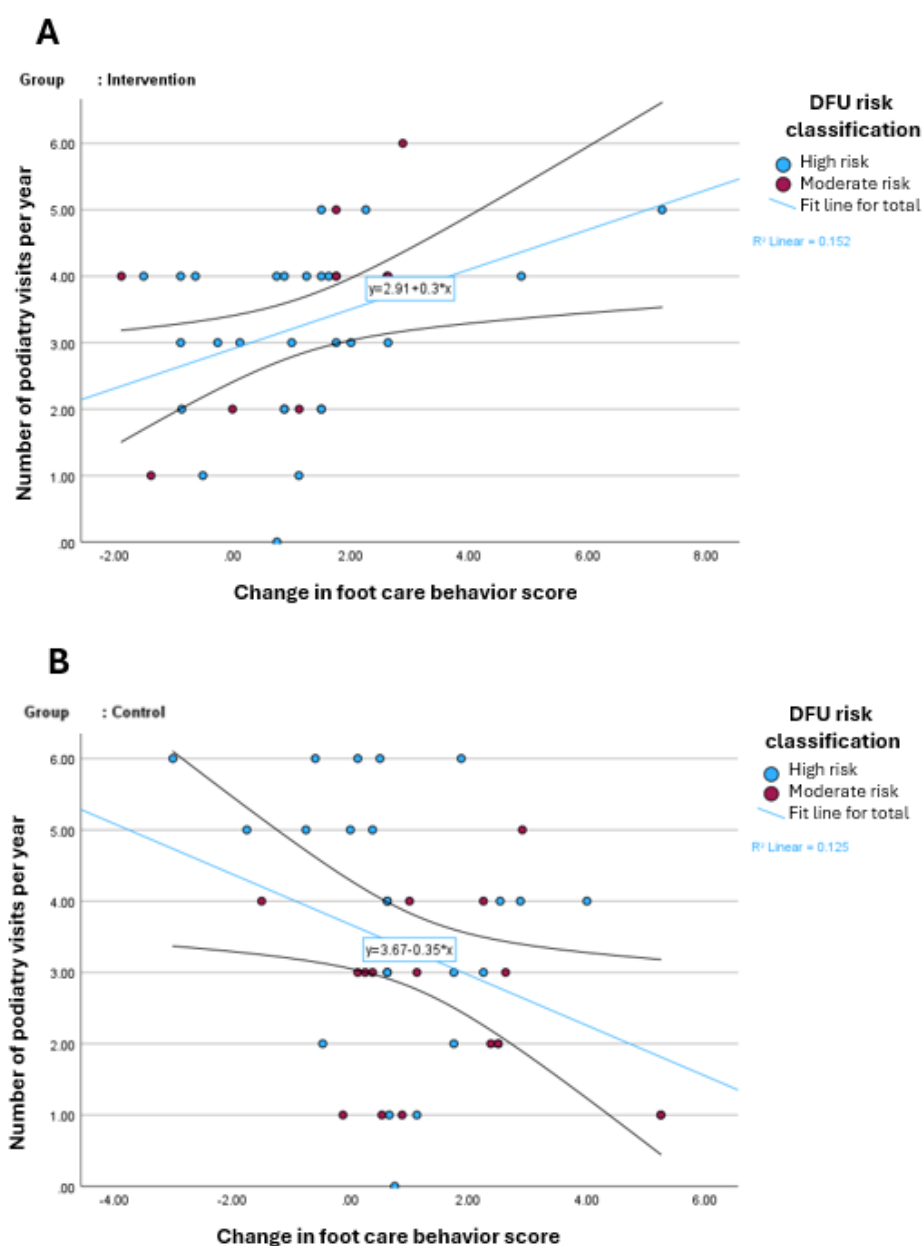 A
Group : Intervention
DFU risk
classification
High risk
Moderate risk
Fit line for total
R² Linear = 0.152
Number of podiatry visits per year
6.00
5.00
4.00
3.00
2.00
1.00
.00
y=2.91+0.3*x
-2.00 .00 2.00 4.00 6.00 8.00
Change in foot care behavior score
B
Group : Control
DFU risk
classification
High risk
Moderate risk
Fit line for total
R² Linear = 0.125
Number of podiatry visits per year
6.00
5.00
4.00
3.00
2.00
1.00
.00
y=3.67-0.35*x
-4.00 -2.00 .00 2.00 4.00 6.00
Change in foot care behavior score